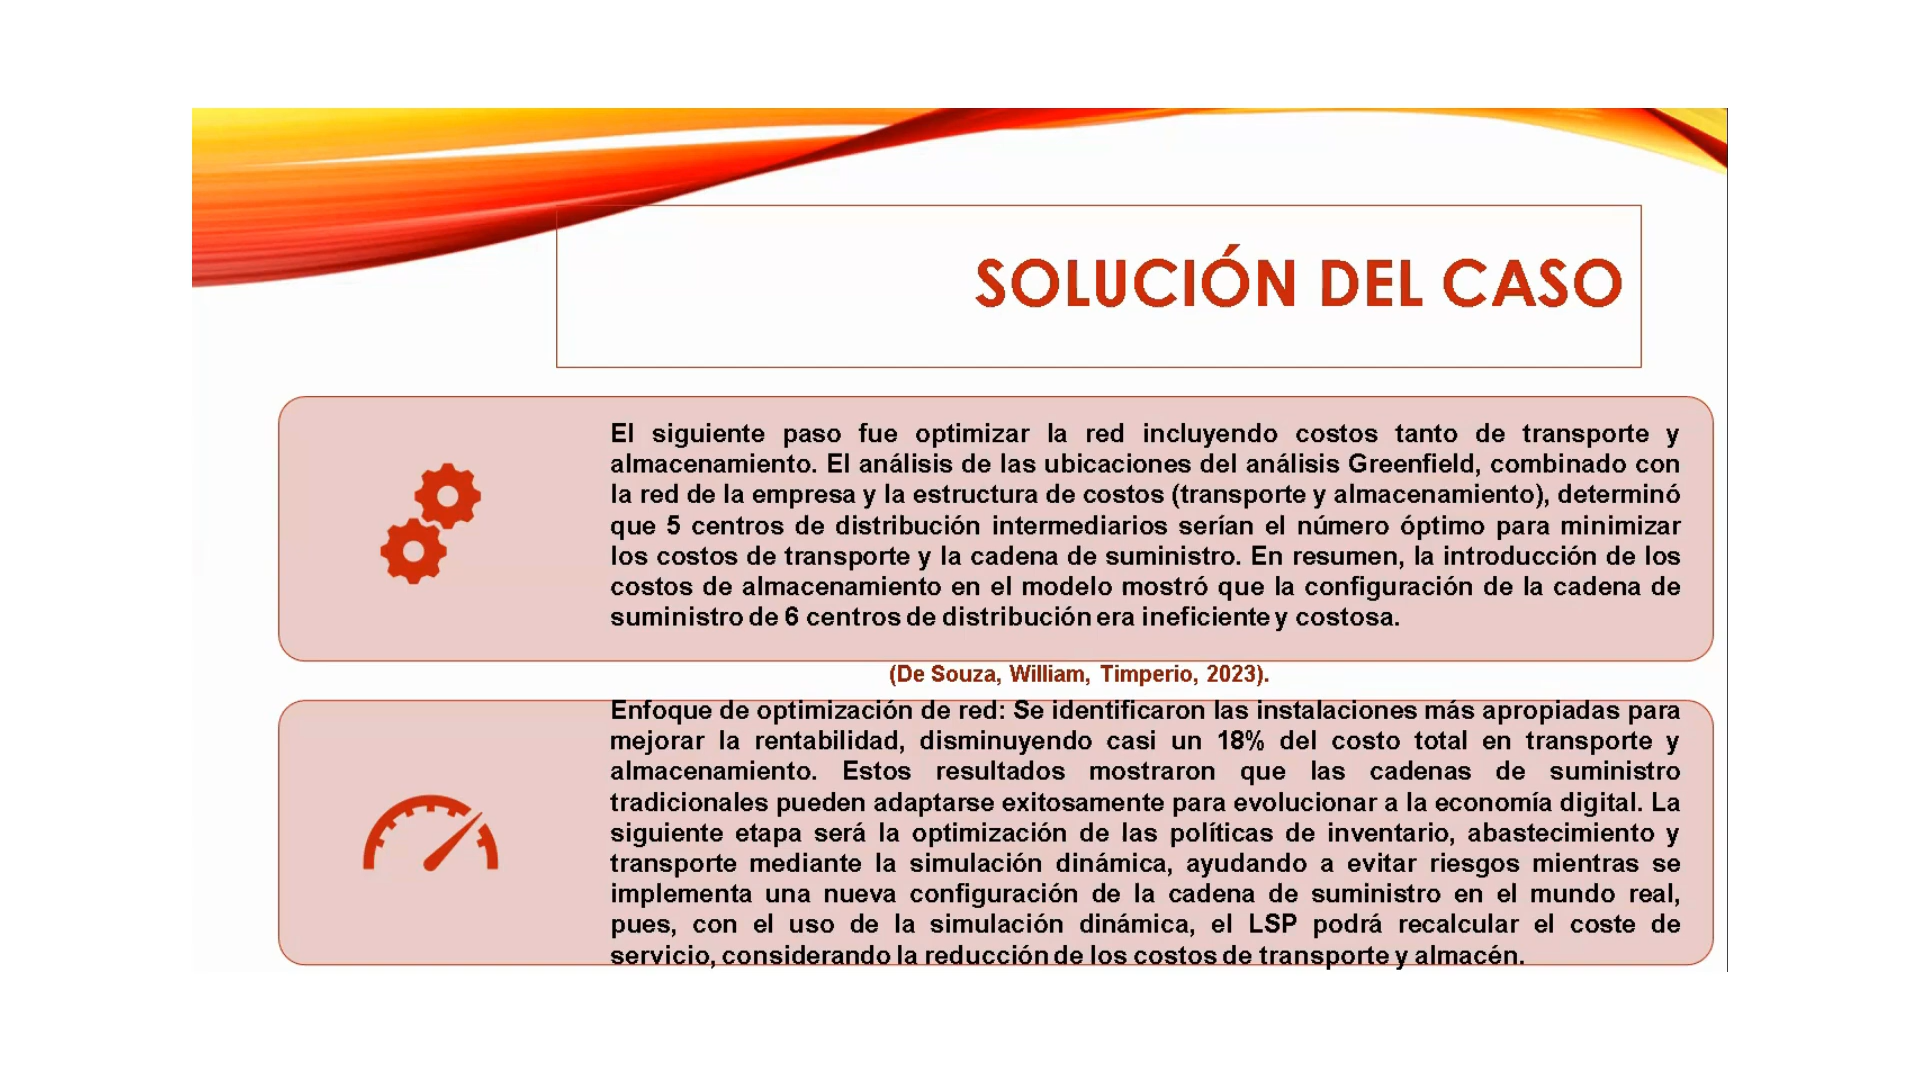 SOLUCIÓN DEL CASO
El siguiente paso fue optimizar la red incluyendo costos tanto de transporte y
almacenamiento. El análisis de las ubicaciones del análisis Greenfield, combinado con
la red de la empresa y la estructura de costos (transporte y almacenamiento), determinó
que 5 centros de distribución intermediarios serían el número óptimo para minimizar
los costos de transporte y la cadena de suministro. En resumen, la introducción de los
costos de almacenamiento en el modelo mostró que la configuración de la cadena de
suministro de 6 centros de distribución era ineficiente y costosa.
(De Souza, William, Timperio, 2023).
Enfoque de optimización de red: Se identificaron las instalaciones más apropiadas para
mejorar la rentabilidad, disminuyendo casi un 18% del costo total en transporte y
almacenamiento. Estos resultados mostraron que las cadenas de suministro
tradicionales pueden adaptarse exitosamente para evolucionar a la economía digital. La
siguiente etapa será la optimización de las políticas de inventario, abastecimiento y
transporte mediante la simulación dinámica, ayudando a evitar riesgos mientras se
implementa una nueva configuración de la cadena de suministro en el mundo real,
pues, con el uso de la simulación dinámica, el LSP podrá recalcular el coste de
servicio, considerando la reducción de los costos de transporte y almacén.